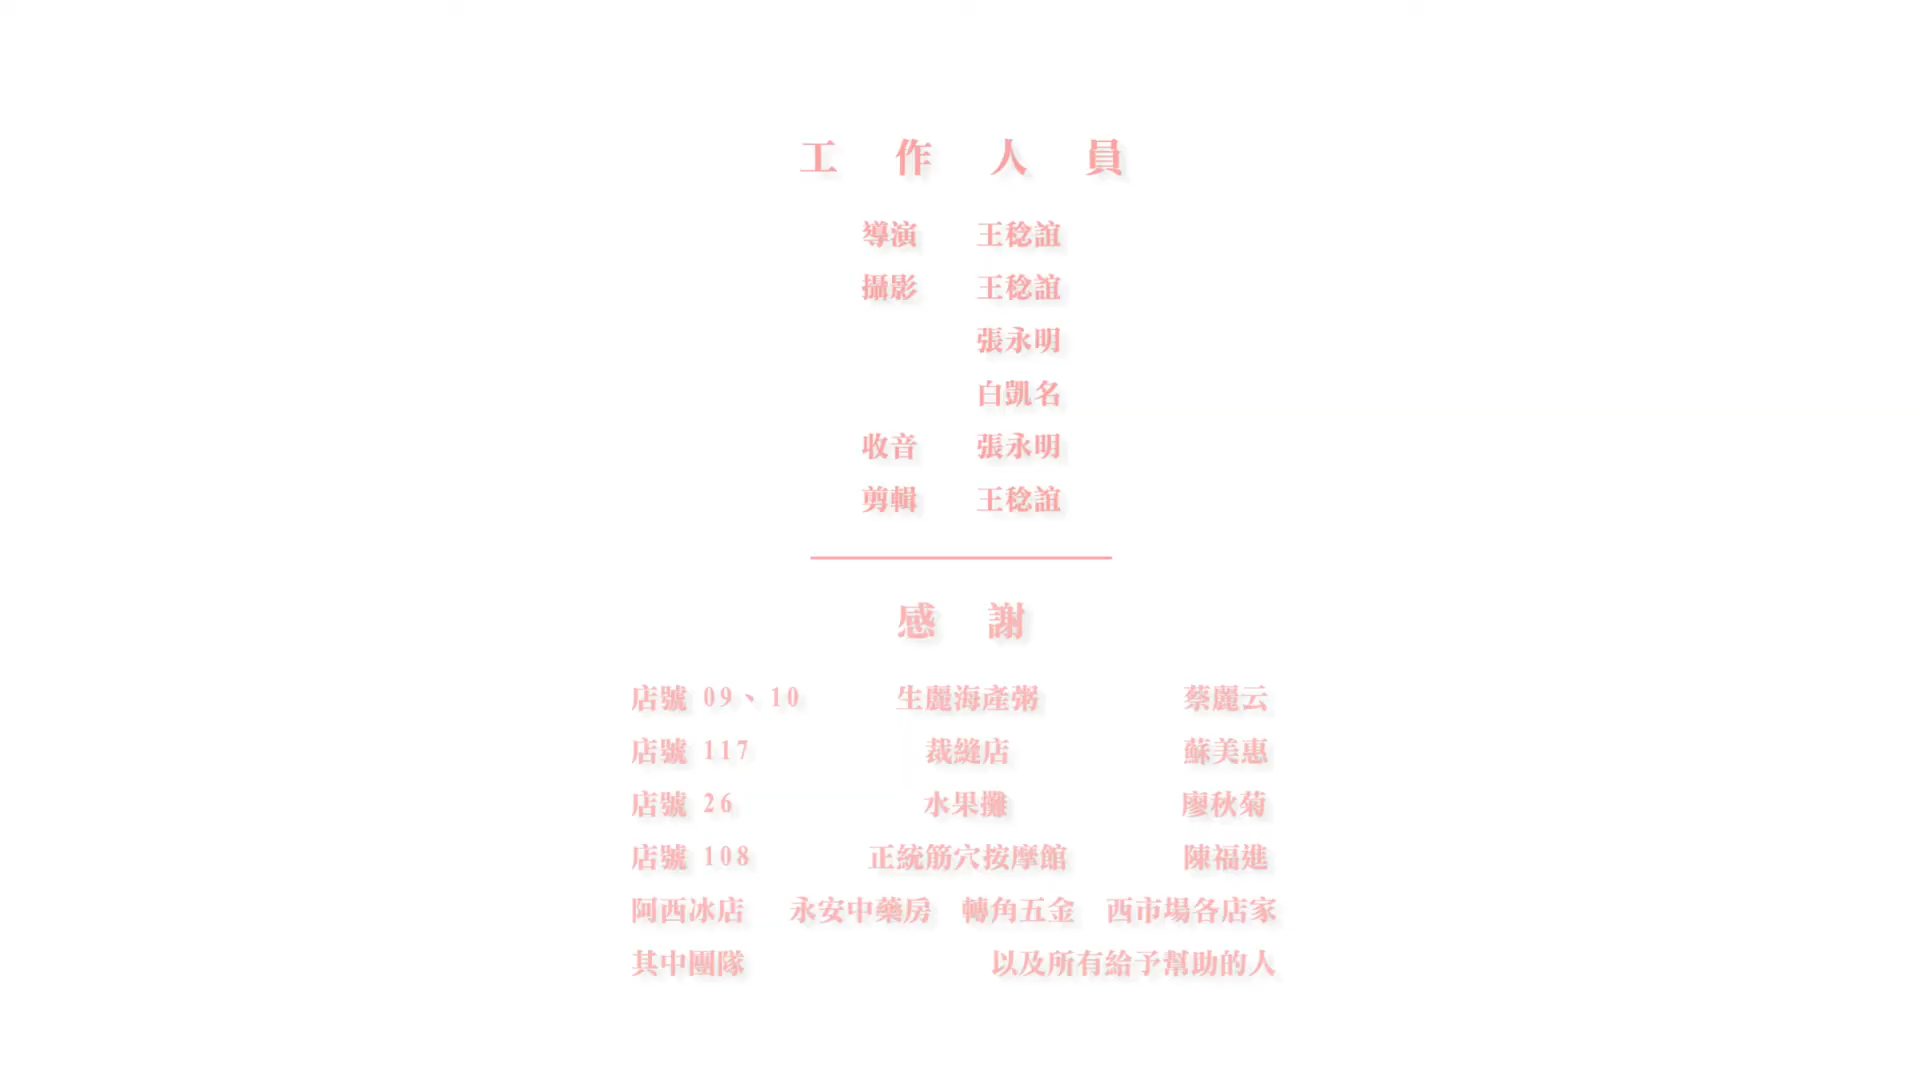 工作人員
導演 王稔誼
攝影 王稔誼
張永明
白凱名
收音 張永明
剪輯 王稔誼
感謝
店號 09、10 生麗海產粥 蔡麗云
店號 117 裁縫店 蘇美惠
店號 26 水果攤 廖秋菊
店號 108 正統筋穴按摩館 陳福進
阿西冰店 永安中藥房 轉角五金 西市場各店家
其中團隊 以及所有給予幫助的人